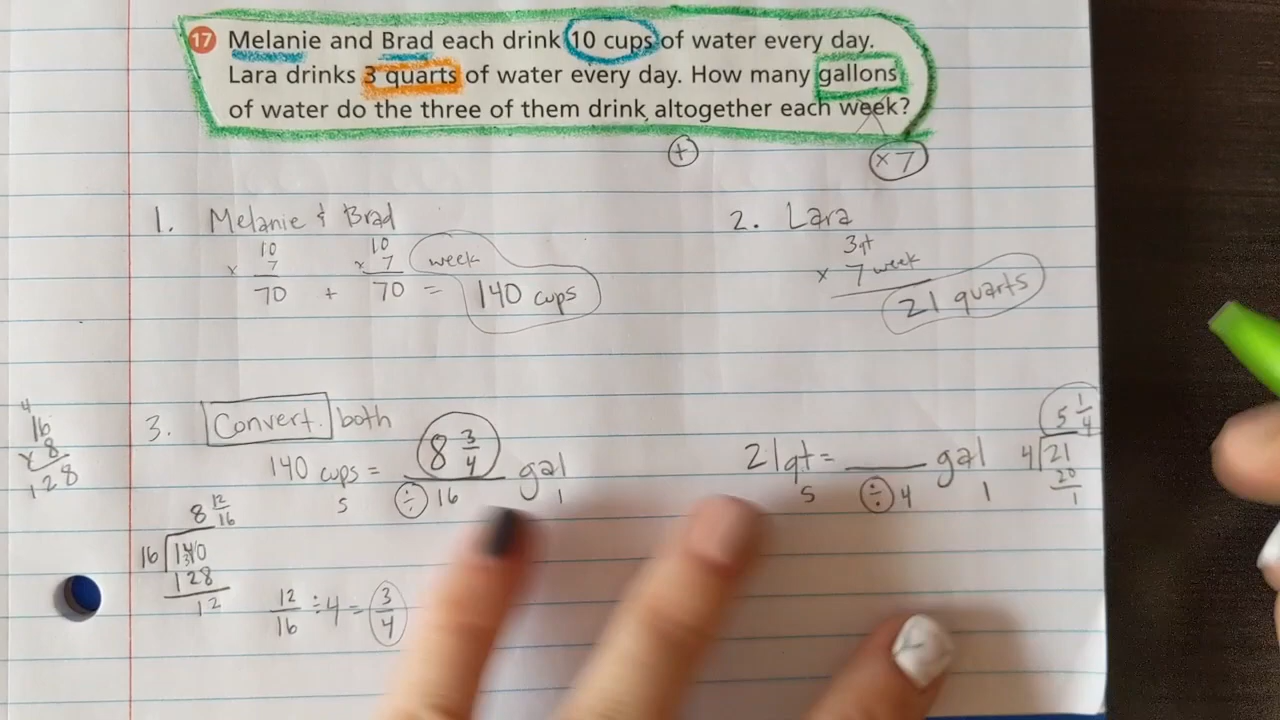 17 Melanie and Brad each drink 10 cups of water every day.
Lara drinks 3 quarts of water every day. How many gallons
of water do the three of them drink altogether each week?
+
× 7
1. Melanie & Brad
10
× 7
70
+
10
× 7
70
week
= 140 cups
2. Lara
3qt
× 7 week
21 quarts
4
16
× 8
128
3. Convert both
140 cups = 8 3/4 gal
S ÷ 16 1
8 12/16
16 140
13
128
12
12/16 ÷ 4 = 3/4
21qt = ____ gal
S ÷ 4 1
5 1/4
4 21
20
1